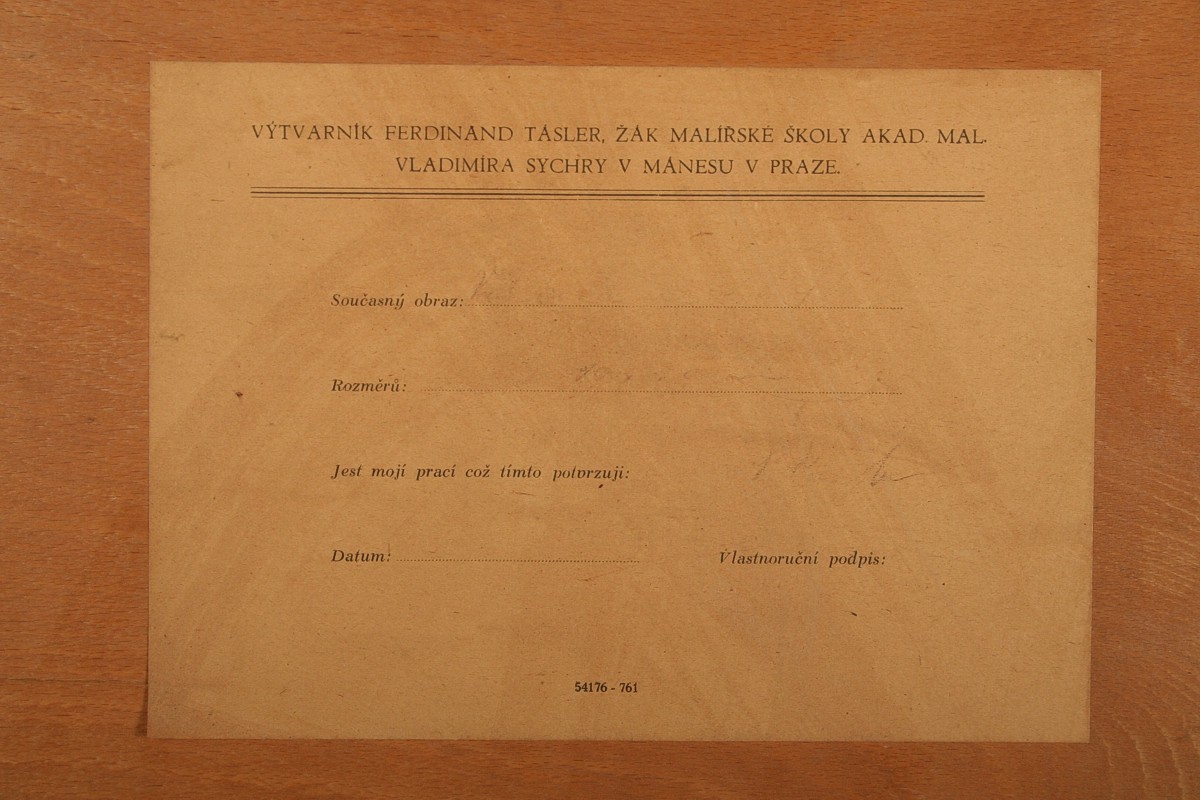 VÝTVARNÍK FERDINAND TÁSLER, ŽÁK MALÍŘSKÉ ŠKOLY AKAD. MAL.
VLADIMÍRA SYCHRY V MÁNESU V PRAZE.
Současný obraz:
Rozměrů:
Jest mojí prací což tímto potvrzuji:
Datum:
Vlastnoruční podpis:
54176 - 761